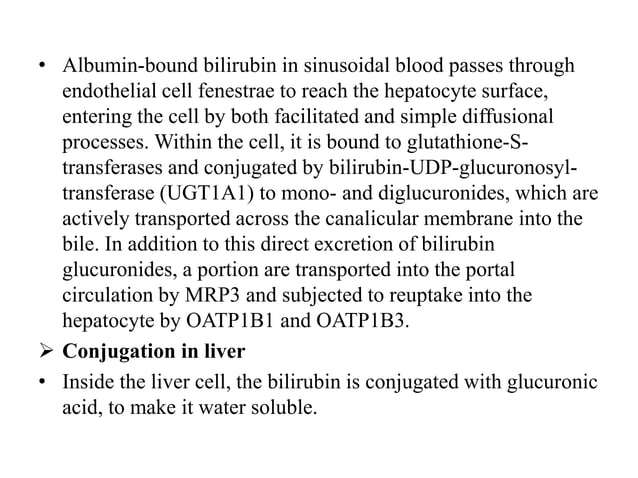 • Albumin-bound bilirubin in sinusoidal blood passes through
endothelial cell fenestrae to reach the hepatocyte surface,
entering the cell by both facilitated and simple diffusional
processes. Within the cell, it is bound to glutathione-S-
transferases and conjugated by bilirubin-UDP-glucuronosyl-
transferase (UGT1A1) to mono- and diglucuronides, which are
actively transported across the canalicular membrane into the
bile. In addition to this direct excretion of bilirubin
glucuronides, a portion are transported into the portal
circulation by MRP3 and subjected to reuptake into the
hepatocyte by OATP1B1 and OATP1B3.
➢ Conjugation in liver
• Inside the liver cell, the bilirubin is conjugated with glucuronic
acid, to make it water soluble.